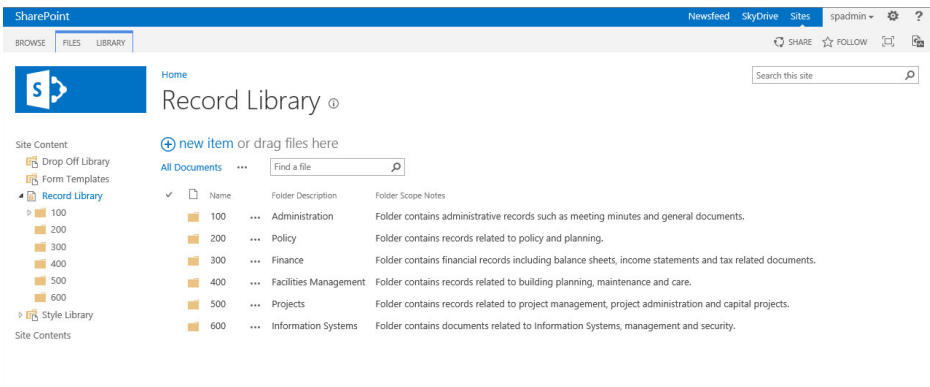 SharePoint Newsfeed SkyDrive Sites spadmin ?
BROWSE FILES LIBRARY SHARE FOLLOW
S
Home
Search this site
Record Library
new item or drag files here
All Documents ... Find a file
Name Folder Description Folder Scope Notes
100 ... Administration Folder contains administrative records such as meeting minutes and general documents.
200 ... Policy Folder contains records related to policy and planning.
300 ... Finance Folder contains financial records including balance sheets, income statements and tax related documents.
400 ... Facilities Management Folder contains records related to building planning, maintenance and care.
500 ... Projects Folder contains records related to project management, project administration and capital projects.
600 ... Information Systems Folder contains documents related to Information Systems, management and security.
Site Content
Drop Off Library
Form Templates
Record Library
100
200
300
400
500
600
Style Library
Site Contents